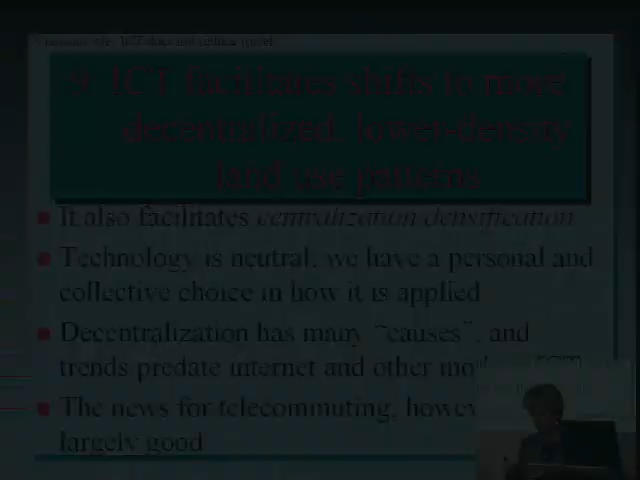 9. ICT facilitates shifts to more
decentralized, lower-density
land use patterns
It also facilitates centralization/densification
Technology is neutral, we have a personal and
collective choice in how it is applied
Decentralization has many “causes”, and
trends predate internet and other
The news for telecommuting,
largely good